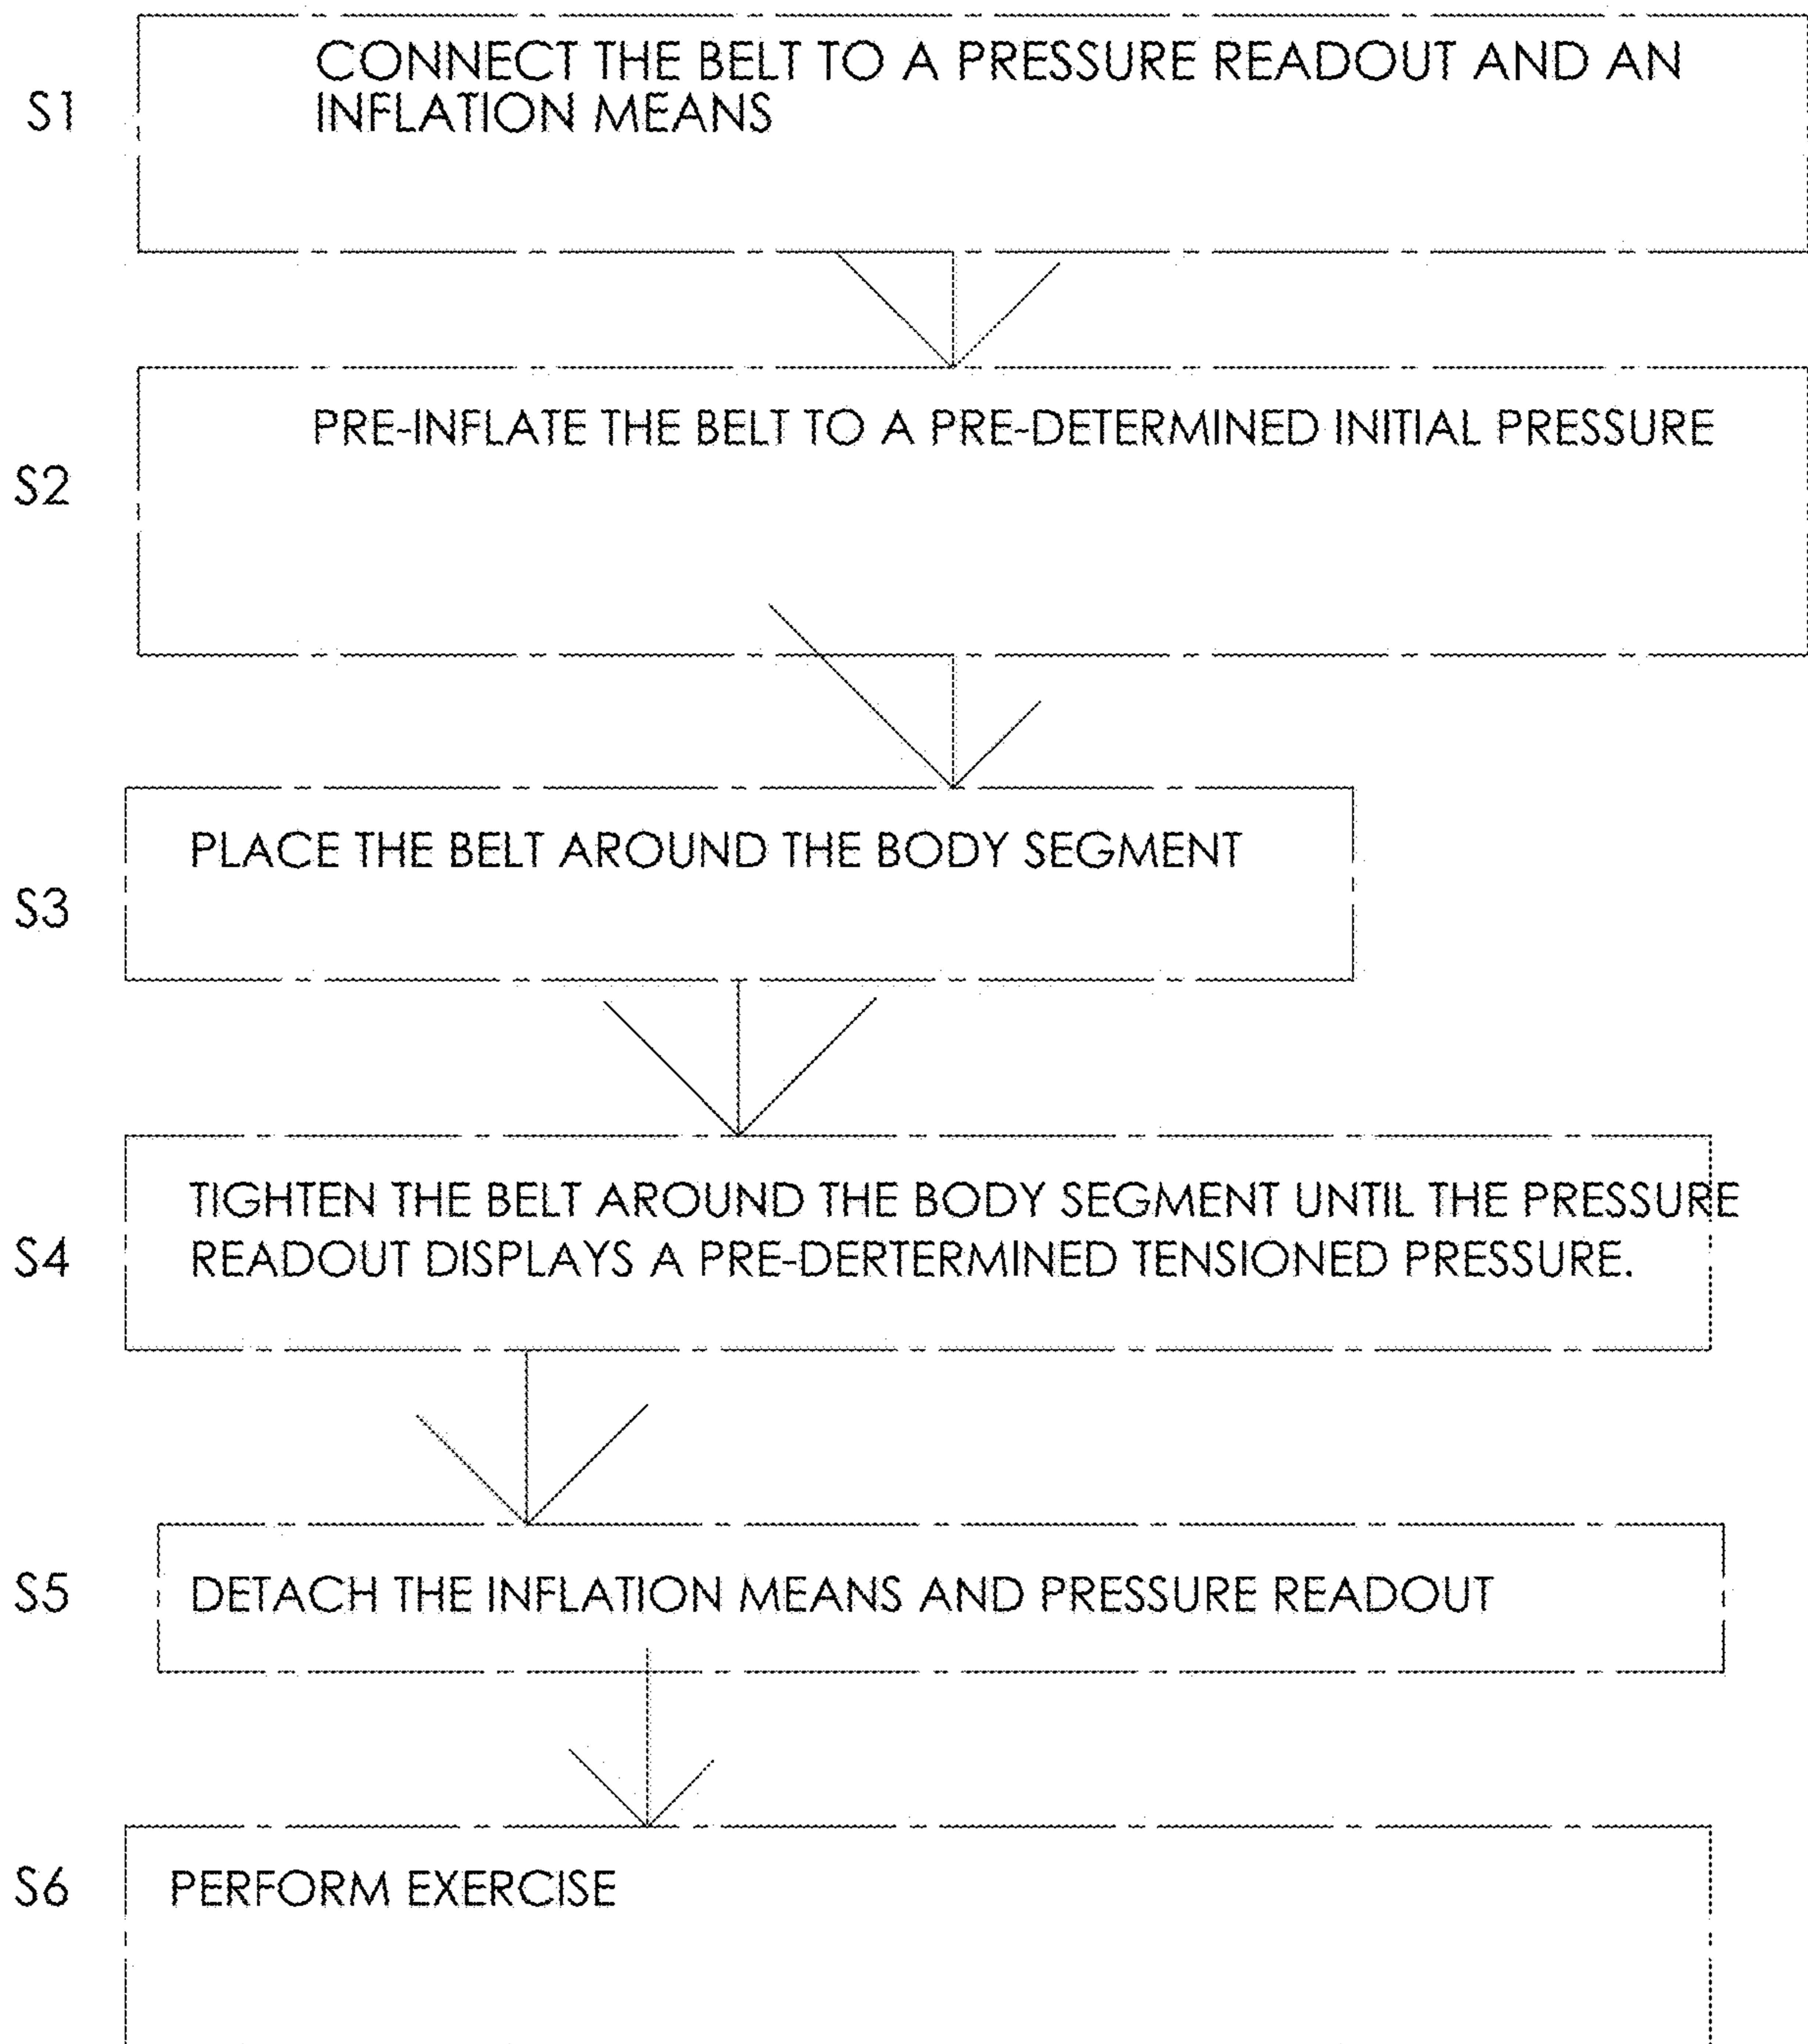 CONNECT THE BELT TO A PRESSURE READOUT AND AN
S1
INFLATION MEANS
PRE-INFLATE THE BELT TO A PRE-DETERMINED INITIAL PRESSURE
S2
PLACE THE BELT AROUND THE BODY SEGMENT
S3
TIGHTEN THE BELT AROUND THE BODY SEGMENT UNTIL THE PRESSURE
S4
READOUT DISPLAYS A PRE-DERTERMINED TENSIONED PRESSURE.
S5
DETACH THE INFLATION MEANS AND PRESSURE READOUT
S6
PERFORM EXERCISE